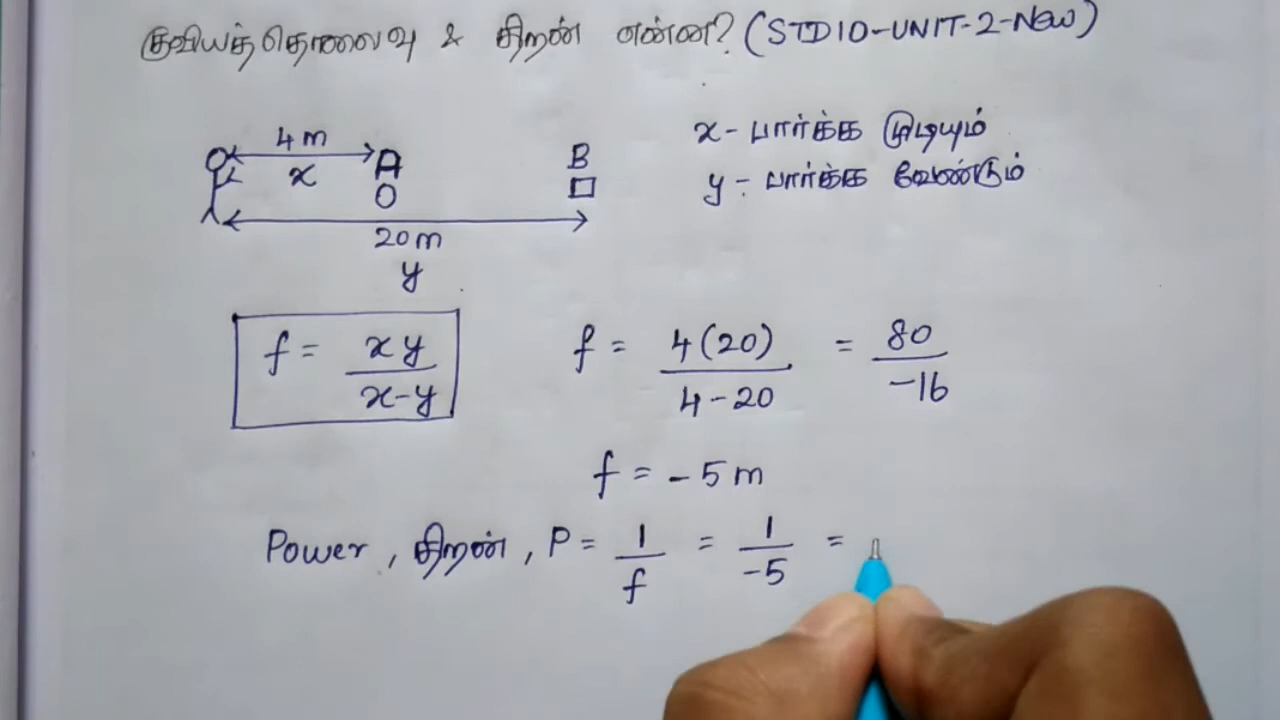 குவியத்தொலைவு & திறன் என்ன? (STD10-UNIT-2-New)
4m
x
A
B
20m
y
x - பார்க்க முடியும்
y - பார்க்க வேண்டும்
f = xy / x-y
f = 4(20) / 4-20 = 80 / -16
f = -5m
Power, திறன், P = 1 / f = 1 / -5 =